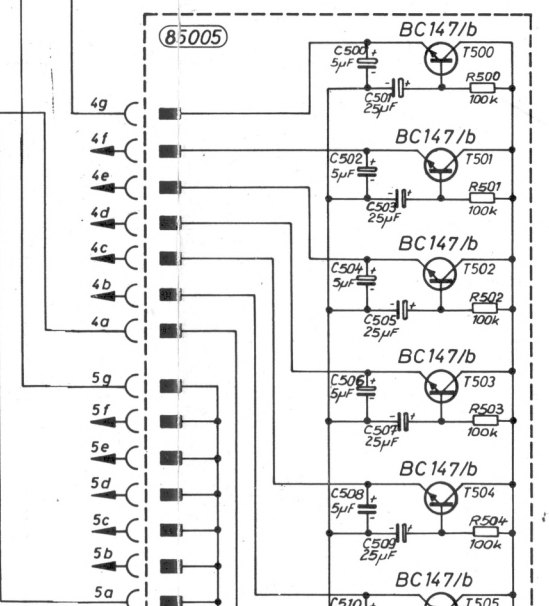 85005
BC147/b
C500
5µF
T500
R500
100k
C501
25µF
4g
4f
4e
4d
4c
4b
4a
5g
5f
5e
5d
5c
5b
5a
BC147/b
C502
5µF
T501
R501
100k
C503
25µF
BC147/b
C504
5µF
T502
R502
100k
C505
25µF
BC147/b
C506
5µF
T503
R503
100k
C507
25µF
BC147/b
C508
5µF
T504
R504
100k
C509
25µF
BC147/b
C510
T505